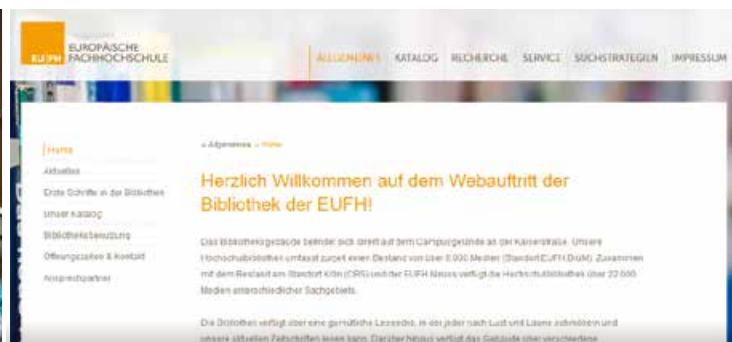 EU|FH
EUROPÄISCHE
FACHHOCHSCHULE
ALLGEMEINES KATALOG RECHERCHE SERVICE SUCHSTRATEGIEN IMPRESSUM
Home
» Allgemeines » Home
Aktuelles
Erste Schritte in der Bibliothek
Unser Katalog
Bibliotheksbenutzung
Öffnungszeiten & Kontakt
Ansprechpartner
Herzlich Willkommen auf dem Webauftritt der
Bibliothek der EUFH!
Das Bibliotheksgebäude befindet sich direkt auf dem Campusgelände an der Kaiserstraße. Unsere
Hochschulbibliothek umfasst zurzeit einen Bestand von über 8.000 Medien (Standort EUFH Brühl). Zusammen
mit dem Bestand am Standort Köln (CBS) und der EUFH Neuss verfügt die Hochschulbibliothek über 22.000
Medien unterschiedlicher Sachgebiete.
Die Bibliothek verfügt über eine gemütliche Leseecke, in der jeder nach Lust und Laune schmökern und
unsere aktuellen Zeitschriften lesen kann. Darüber hinaus verfügt das Gebäude über verschiedene